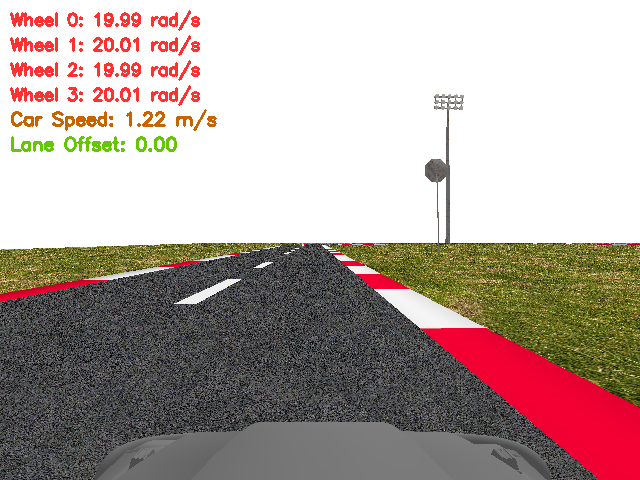 Wheel 0: 19.99 rad/s
Wheel 1: 20.01 rad/s
Wheel 2: 19.99 rad/s
Wheel 3: 20.01 rad/s
Car Speed: 1.22 m/s
Lane Offset: 0.00